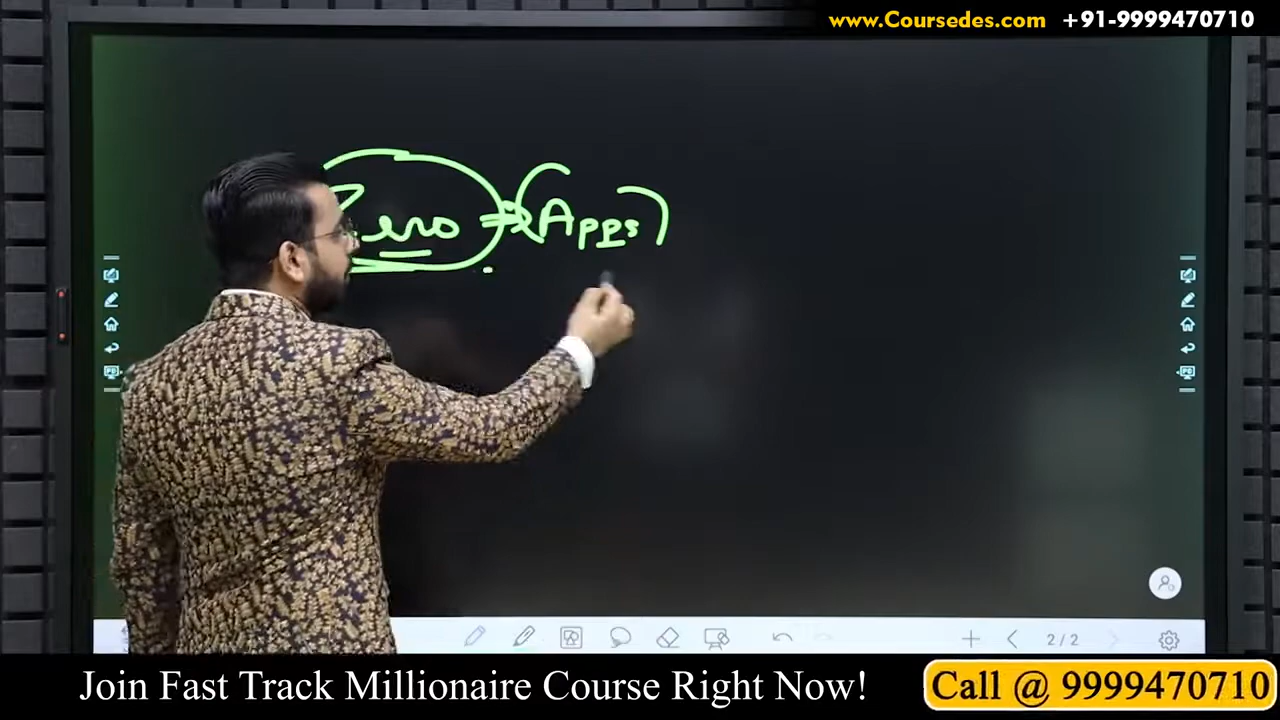 www.Coursedes.com +91-9999470710
Zero ⇒ (Apps)
2/2
Join Fast Track Millionaire Course Right Now!
Call @ 9999470710